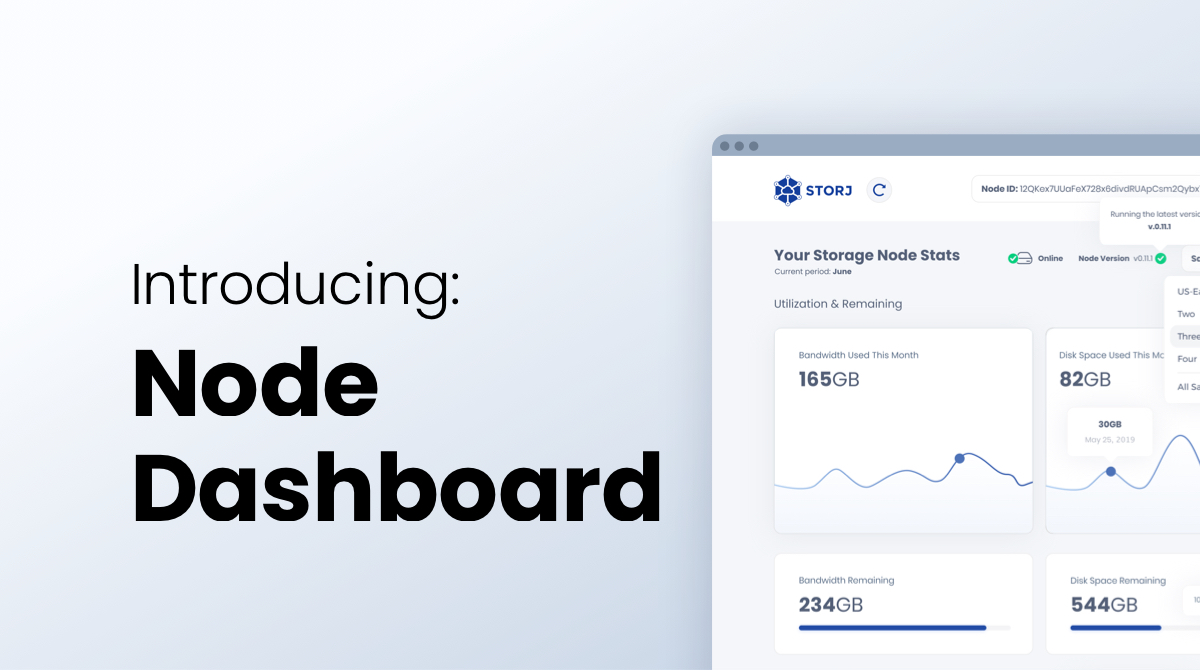 Introducing:
Node
Dashboard
STORJ
Node ID: 12QKex7UUaFeX728x6divdRUApCsm2Qybx
Running the latest versio
v.0.11.1
Your Storage Node Stats
Current period: June
Online
Node Version v0.11.1
Sa
US-Ea
Two
Three
Four
All Sa
Utilization & Remaining
Bandwidth Used This Month
165GB
Disk Space Used This Mo
82GB
30GB
May 25, 2019
Bandwidth Remaining
234GB
Disk Space Remaining
544GB
10